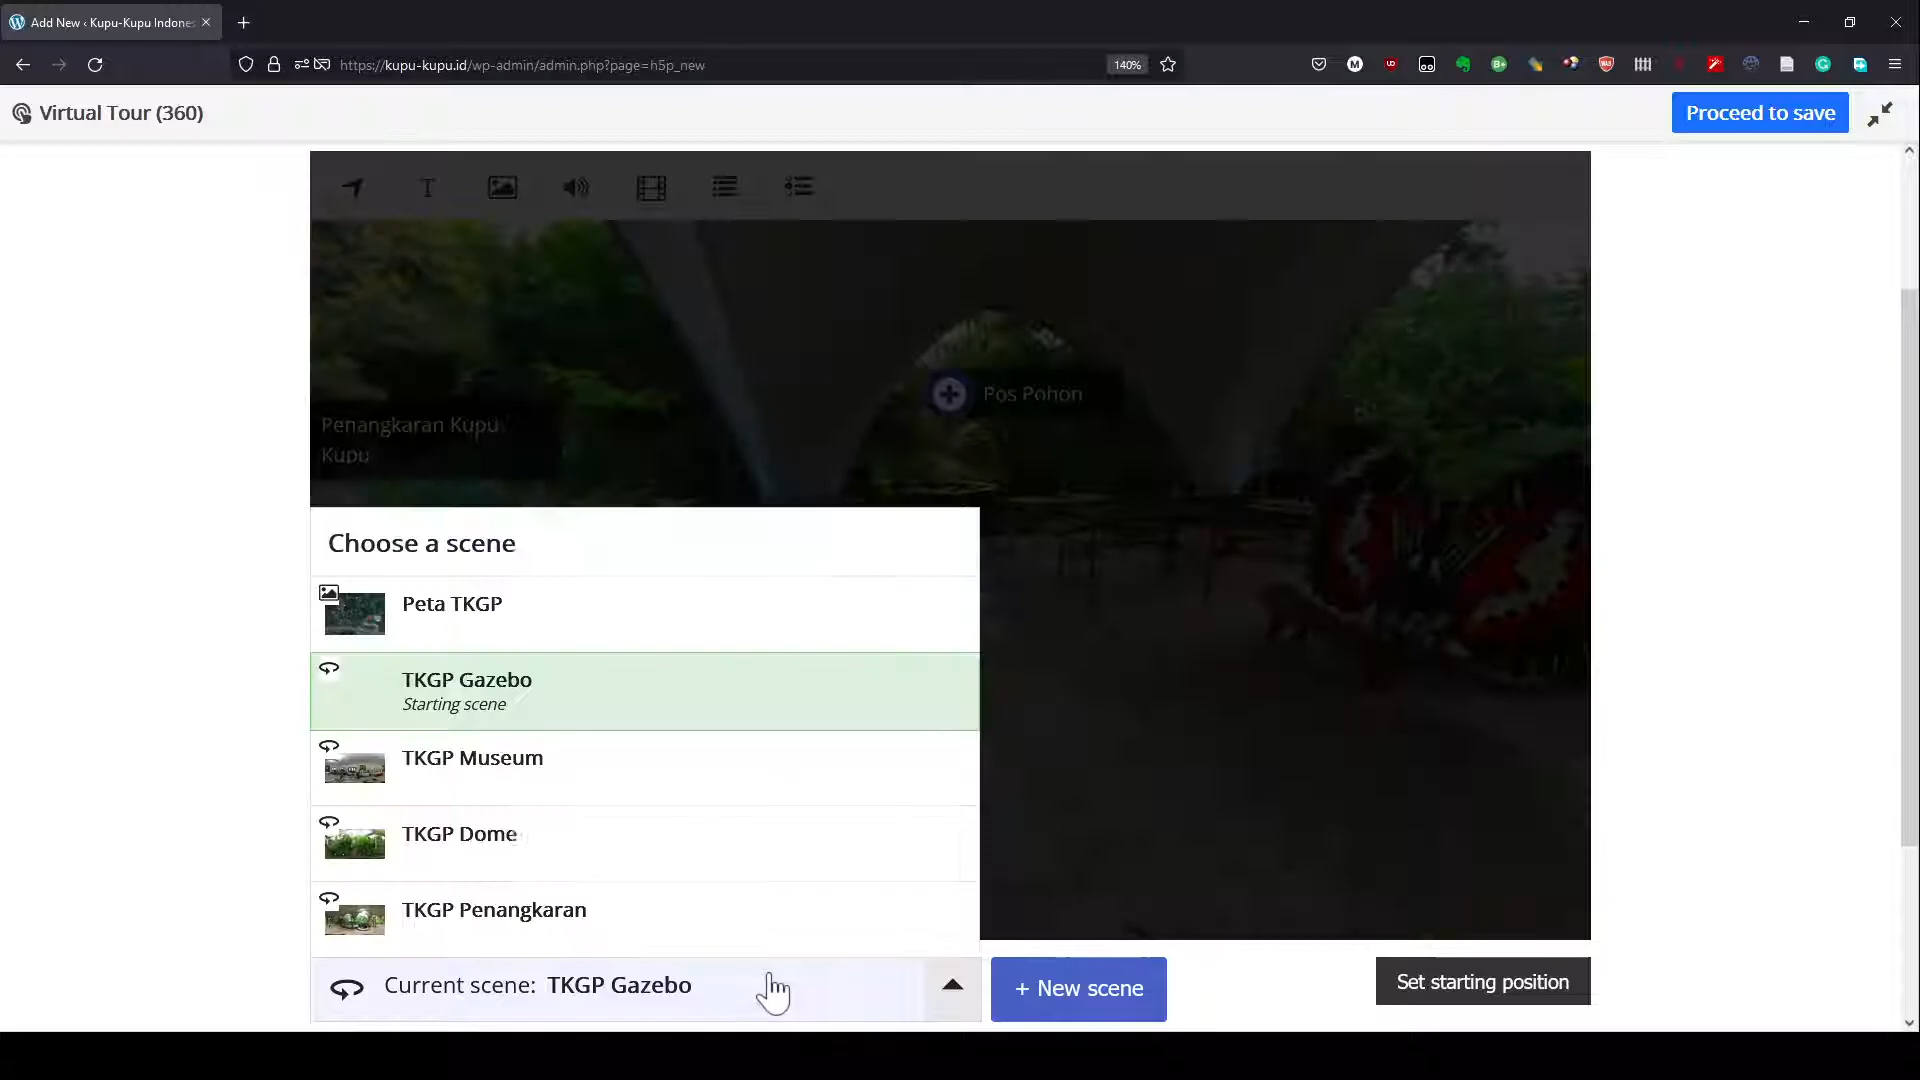 Add New ‹ Kupu-Kupu Indones
https://kupu-kupu.id/wp-admin/admin.php?page=h5p_new
140%
Virtual Tour (360)
Proceed to save
T
Pos Pohon
Penangkaran Kupu
Kupu
Choose a scene
Peta TKGP
TKGP Gazebo
Starting scene
TKGP Museum
TKGP Dome
TKGP Penangkaran
Current scene: TKGP Gazebo
+ New scene
Set starting position